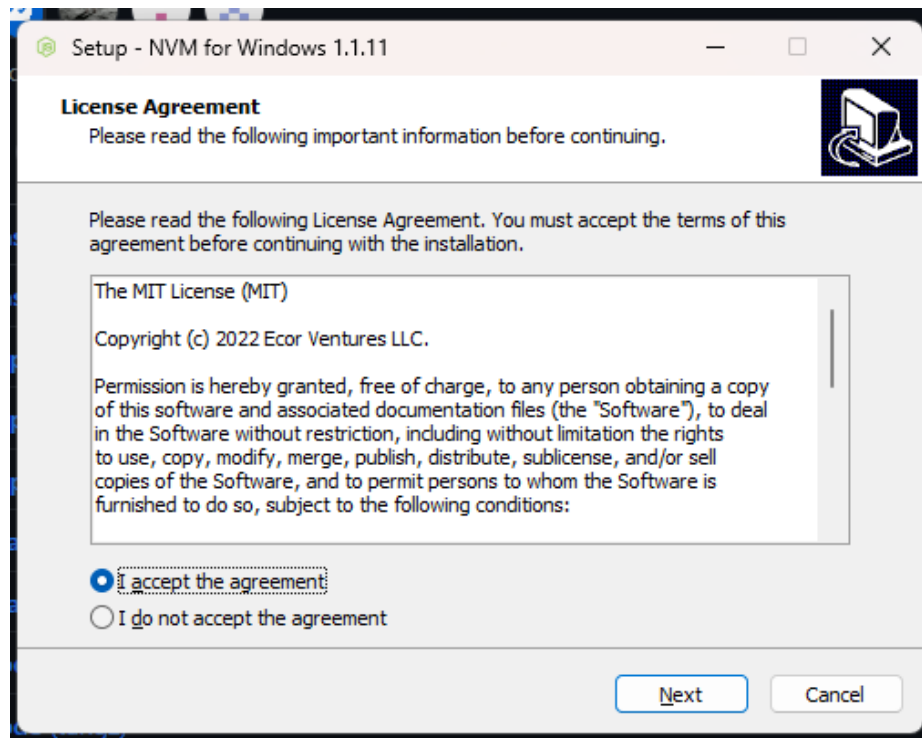 Setup - NVM for Windows 1.1.11
License Agreement
Please read the following important information before continuing.
Please read the following License Agreement. You must accept the terms of this
agreement before continuing with the installation.
The MIT License (MIT)
Copyright (c) 2022 Ecor Ventures LLC.
Permission is hereby granted, free of charge, to any person obtaining a copy
of this software and associated documentation files (the "Software"), to deal
in the Software without restriction, including without limitation the rights
to use, copy, modify, merge, publish, distribute, sublicense, and/or sell
copies of the Software, and to permit persons to whom the Software is
furnished to do so, subject to the following conditions:
I accept the agreement
I do not accept the agreement
Next
Cancel